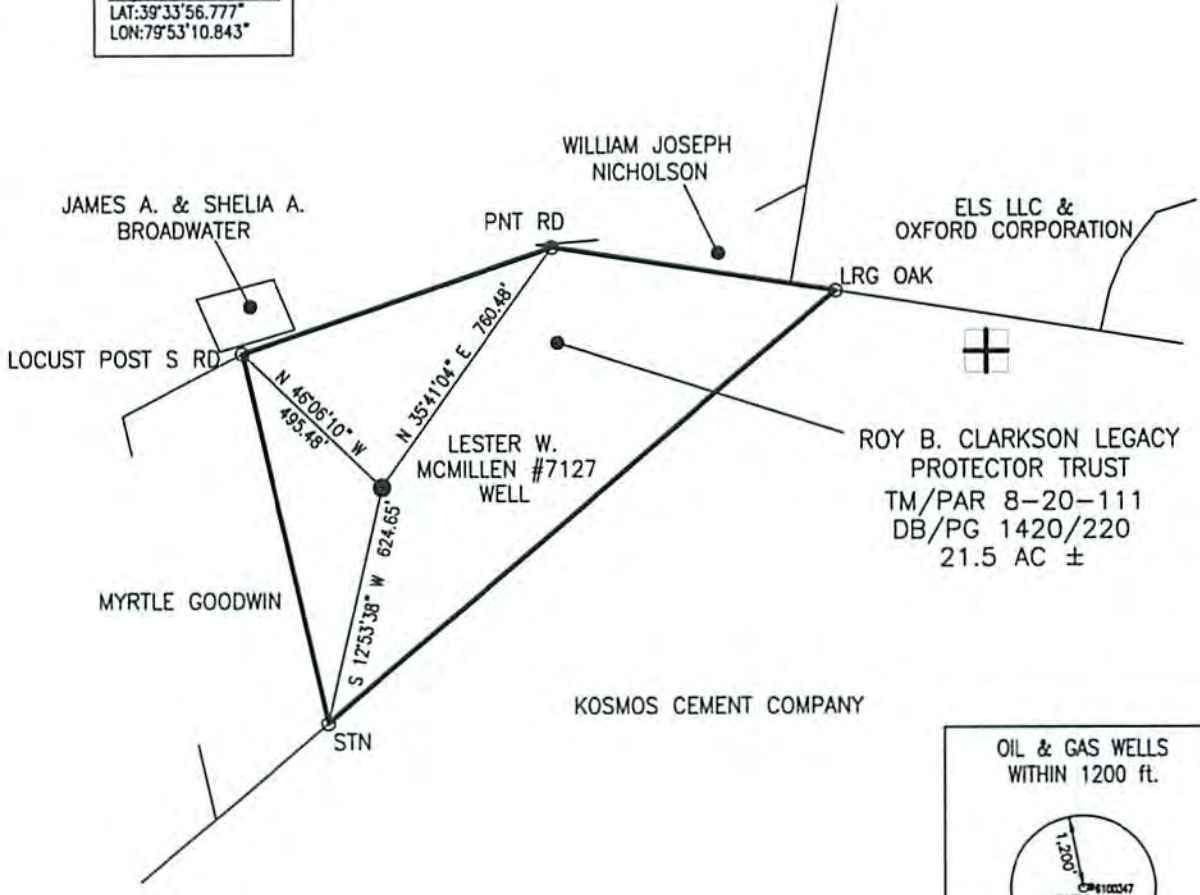 LAT:39°33'56.777"
LON:79°53'10.843"
WILLIAM JOSEPH
NICHOLSON
JAMES A. & SHELIA A.
BROADWATER
PNT RD
ELS LLC &
OXFORD CORPORATION
LRG OAK
LOCUST POST S RD
N 46°06'10" W
495.48'
N 35°41'04" E 760.48'
LESTER W.
MCMILLEN #7127
WELL
ROY B. CLARKSON LEGACY
PROTECTOR TRUST
TM/PAR 8-20-111
DB/PG 1420/220
21.5 AC ±
S 12°53'38" W 624.65'
MYRTLE GOODWIN
KOSMOS CEMENT COMPANY
STN
OIL & GAS WELLS
WITHIN 1200 ft.
1,200'